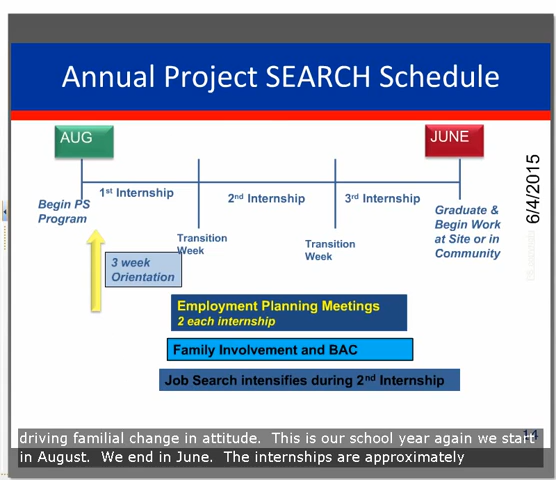 Annual Project SEARCH Schedule
AUG
JUNE
1st Internship
2nd Internship
3rd Internship
Begin PS
Program
Transition
Week
Transition
Week
Graduate &
Begin Work
at Site or in
Community
6/4/2015
3 week
Orientation
Employment Planning Meetings
2 each internship
Family Involvement and BAC
Job Search intensifies during 2nd Internship
14
driving familial change in attitude.  This is our school year again we start
in August.  We end in June.  The internships are approximately